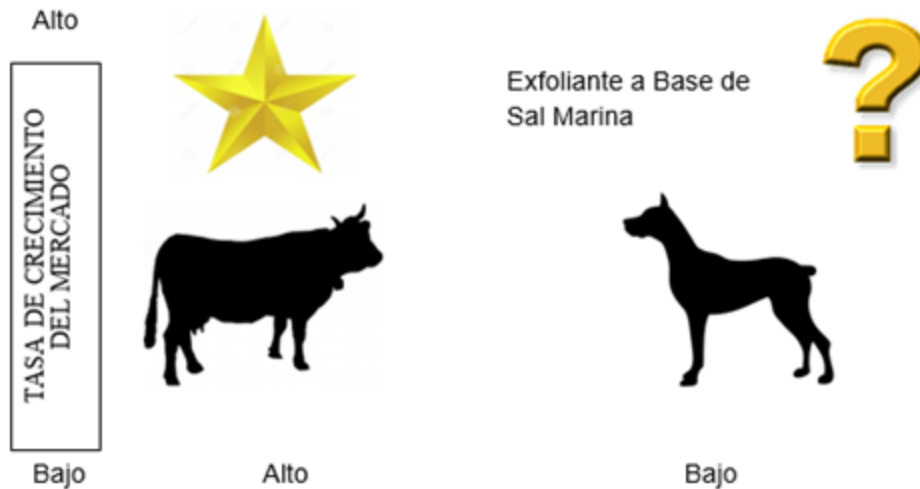 Alto
Exfoliante a Base de
Sal Marina
TASA DE CRECIMIENTO
DEL MERCADO
Bajo
Alto
Bajo